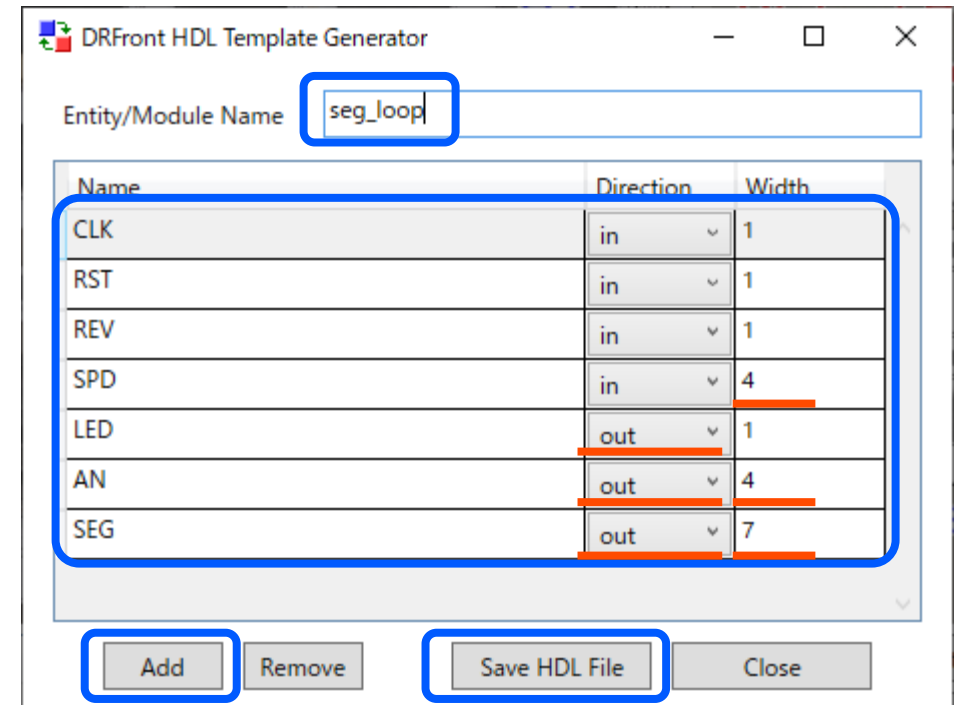 DRFront HDL Template Generator
Entity/Module Name seg_loop
Name Direction Width
CLK in 1
RST in 1
REV in 1
SPD in 4
LED out 1
AN out 4
SEG out 7
Add Remove Save HDL File Close